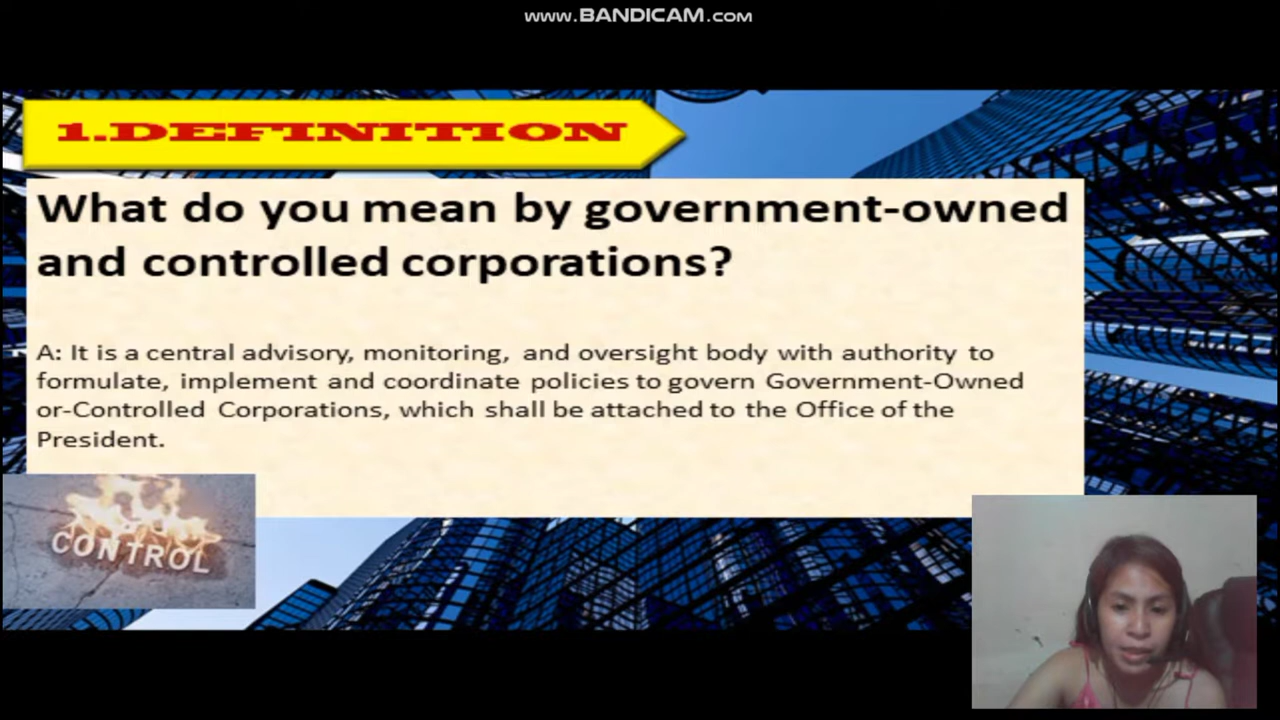 www.BANDICAM.com
1.DEFINITION
What do you mean by government-owned
and controlled corporations?
A: It is a central advisory, monitoring, and oversight body with authority to
formulate, implement and coordinate policies to govern Government-Owned
or-Controlled Corporations, which shall be attached to the Office of the
President.
CONTROL